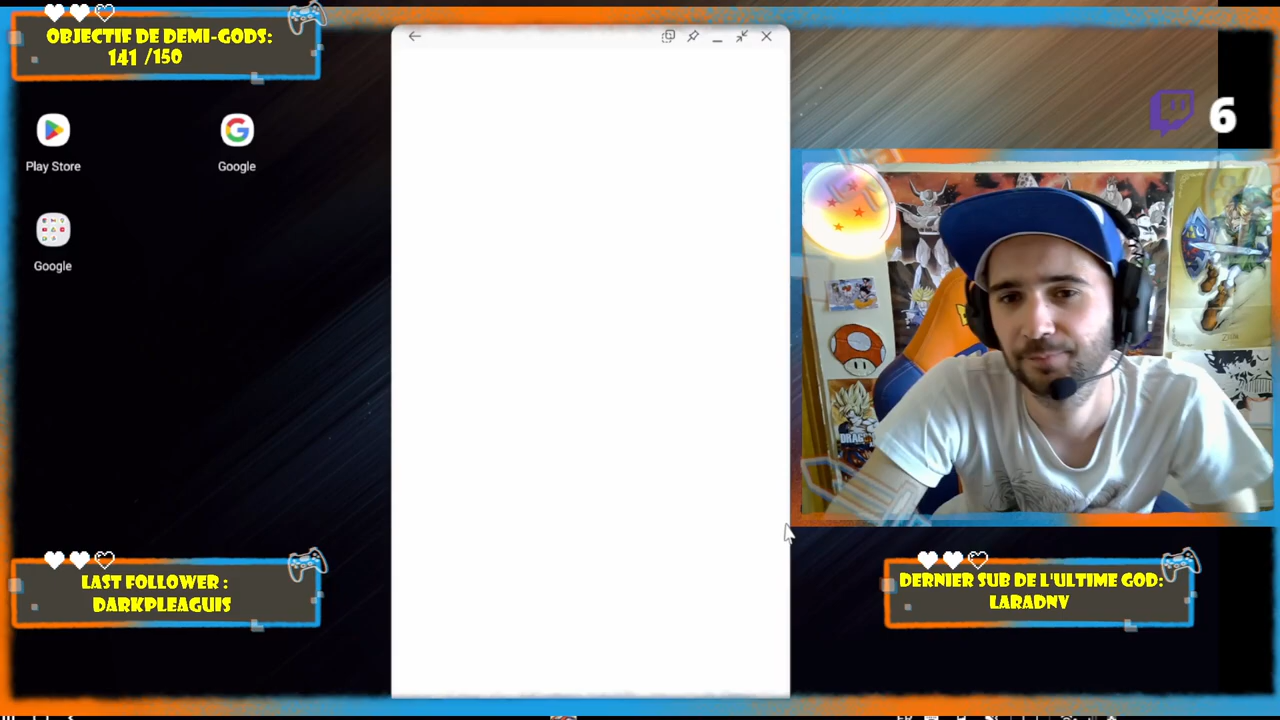 OBJECTIF DE DEMI-GODS:
141 /150
Play Store
Google
Google
6
LAST FOLLOWER :
DARKPLEAGUIS
DERNIER SUB DE L'ULTIME GOD:
LARADNV